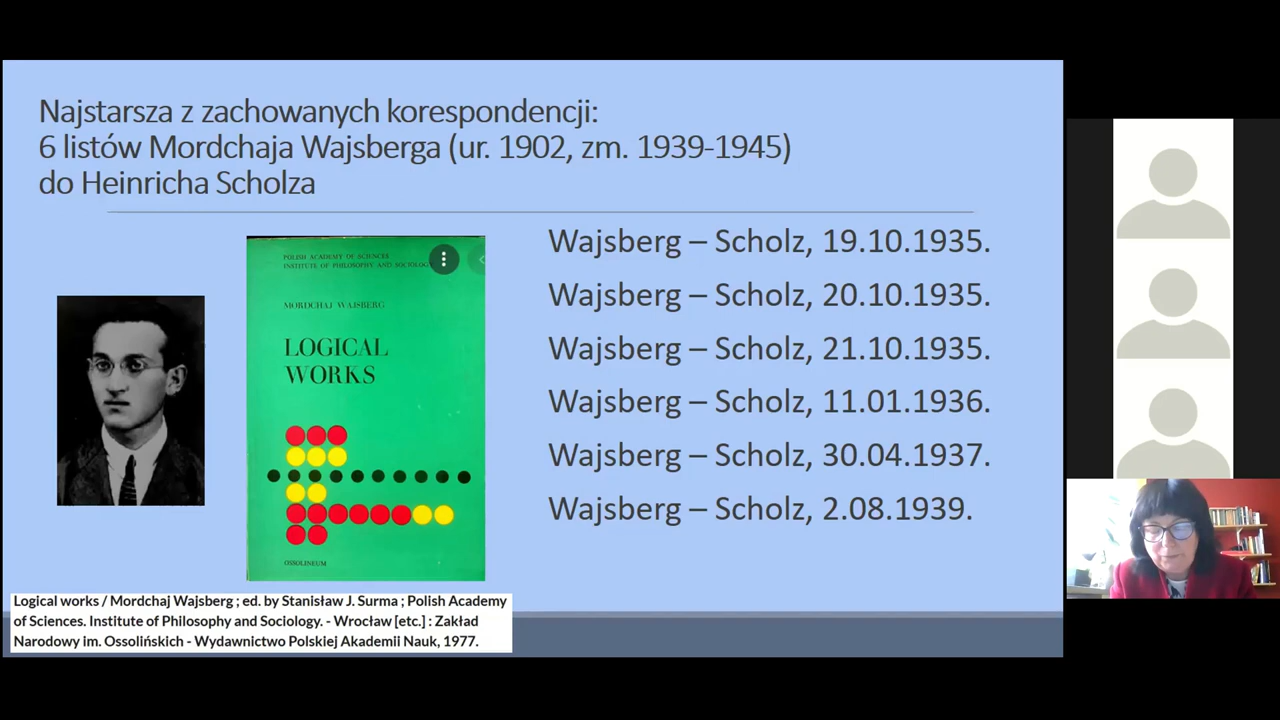 Najstarsza z zachowanych korespondencji:
6 listów Mordchaja Wajsberga (ur. 1902, zm. 1939-1945)
do Heinricha Scholza
Wajsberg – Scholz, 19.10.1935.
Wajsberg – Scholz, 20.10.1935.
Wajsberg – Scholz, 21.10.1935.
Wajsberg – Scholz, 11.01.1936.
Wajsberg – Scholz, 30.04.1937.
Wajsberg – Scholz, 2.08.1939.
POLISH ACADEMY OF SCIENCES
INSTITUTE OF PHILOSOPHY AND SOCIOLOGY
MORDCHAJ WAJSBERG
LOGICAL
WORKS
OSSOLINEUM
Logical works / Mordchaj Wajsberg ; ed. by Stanisław J. Surma ; Polish Academy
of Sciences. Institute of Philosophy and Sociology. - Wrocław [etc.] : Zakład
Narodowy im. Ossolińskich - Wydawnictwo Polskiej Akademii Nauk, 1977.